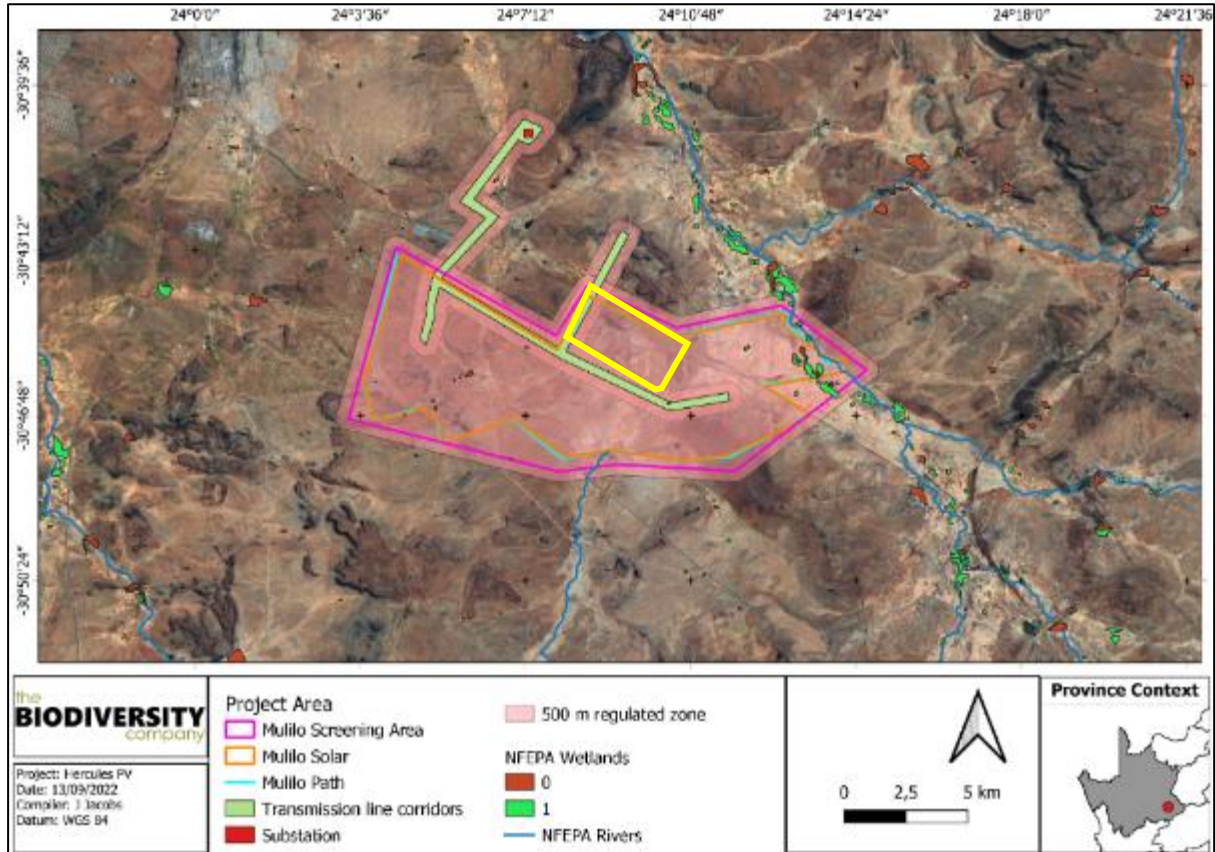 24°0'0" 24°3'36" 24°7'12" 24°10'48" 24°14'24" 24°18'0" 24°21'36"
-30°39'36"
-30°43'12"
-30°46'48"
-30°50'24"
the
BIODIVERSITY
company
Project: Hercules PV
Date: 13/09/2022
Compiler: J Jacobs
Datum: WGS 84
Project Area
Mulilo Screening Area
Mulilo Solar
Mulilo Path
Transmission line corridors
Substation
500 m regulated zone
NFEPA Wetlands
0
1
NFEPA Rivers
0 2,5 5 km
Province Context